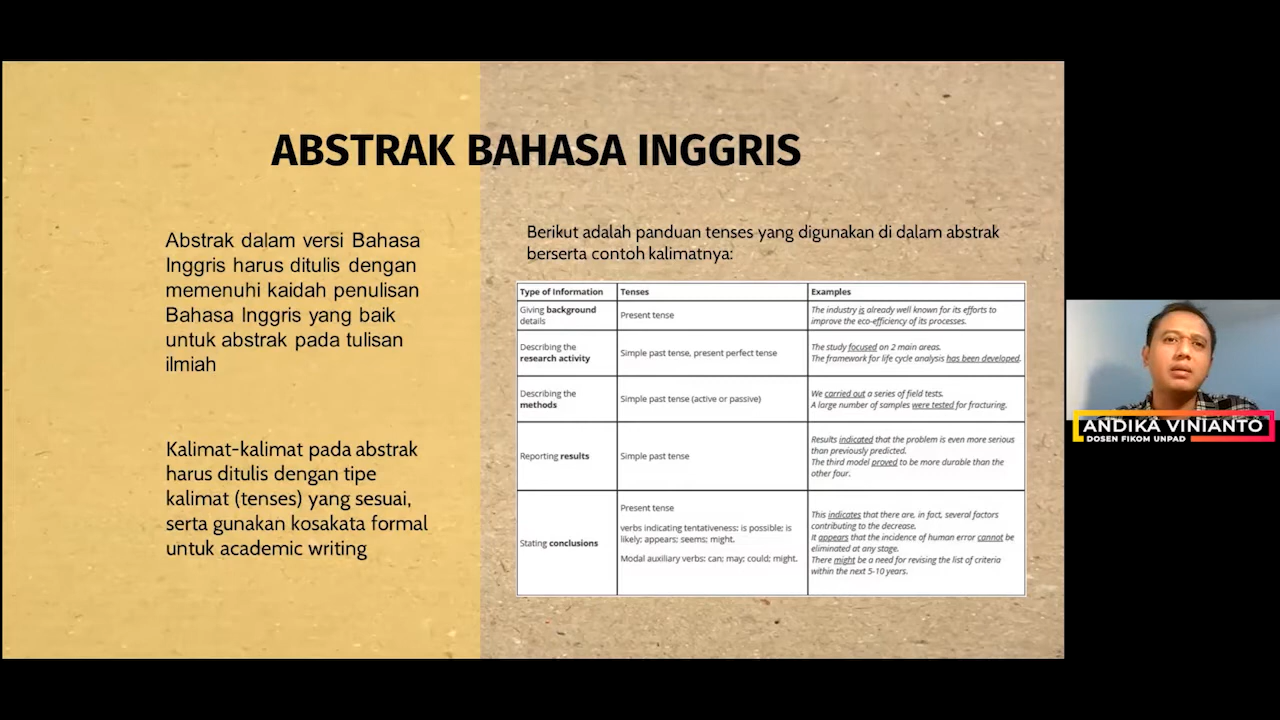 ABSTRAK BAHASA INGGRIS
Abstrak dalam versi Bahasa
Inggris harus ditulis dengan
memenuhi kaidah penulisan
Bahasa Inggris yang baik
untuk abstrak pada tulisan
ilmiah
Kalimat-kalimat pada abstrak
harus ditulis dengan tipe
kalimat (tenses) yang sesuai,
serta gunakan kosakata formal
untuk academic writing
Berikut adalah panduan tenses yang digunakan di dalam abstrak
berserta contoh kalimatnya:
Type of Information Tenses Examples
Giving background
details
Present tense
The industry is already well known for its efforts to
improve the eco-efficiency of its processes.
Describing the
research activity
Simple past tense, present perfect tense
The study focused on 2 main areas.
The framework for life cycle analysis has been developed.
Describing the
methods
Simple past tense (active or passive)
We carried out a series of field tests.
A large number of samples were tested for fracturing.
Reporting results
Simple past tense
Results indicated that the problem is even more serious
than previously predicted.
The third model proved to be more durable than the
other four.
Stating conclusions
Present tense
verbs indicating tentativeness: is possible; is
likely; appears; seems; might.
Modal auxiliary verbs: can; may; could; might.
This indicates that there are, in fact, several factors
contributing to the decrease.
It appears that the incidence of human error cannot be
eliminated at any stage.
There might be a need for revising the list of criteria
within the next 5-10 years.
ANDIKA VINIANTO
DOSEN FIKOM UNPAD